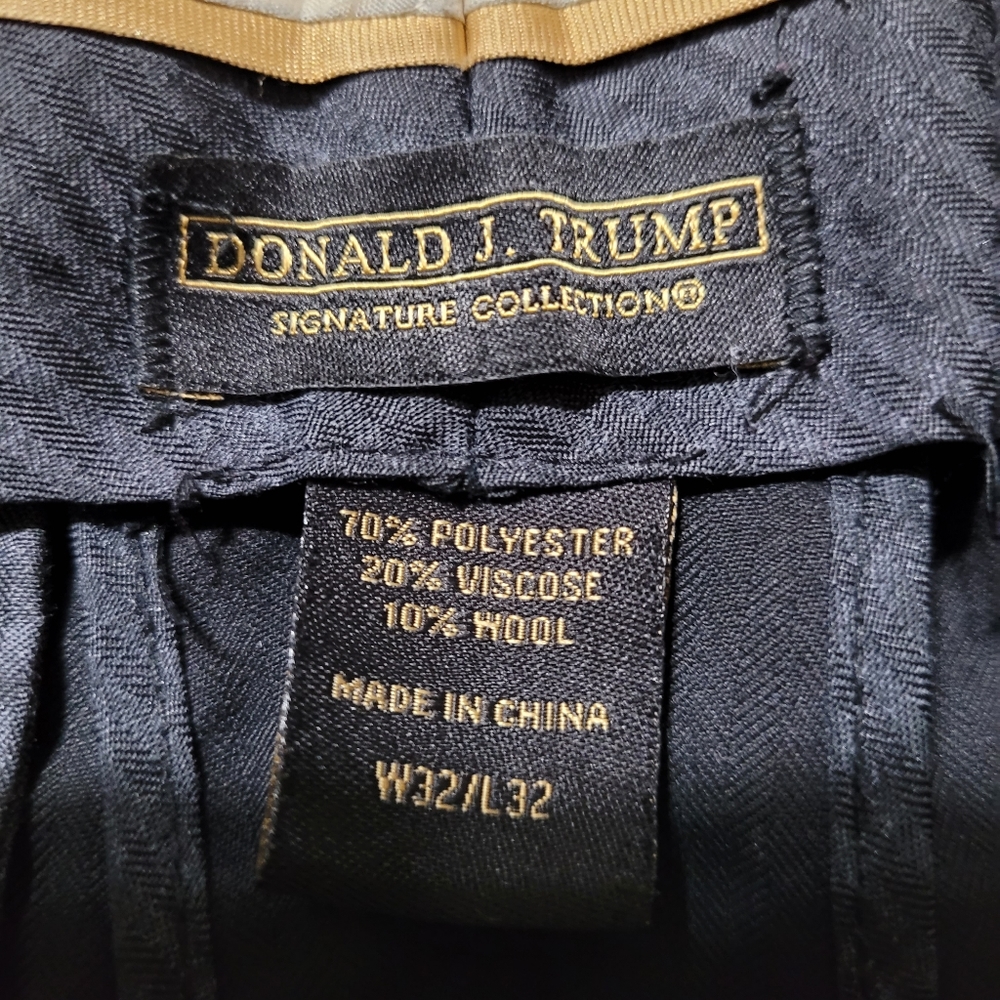 DONALD J. TRUMP
SIGNATURE COLLECTION®
70% POLYESTER
20% VISCOSE
10% WOOL
MADE IN CHINA
W32/L32